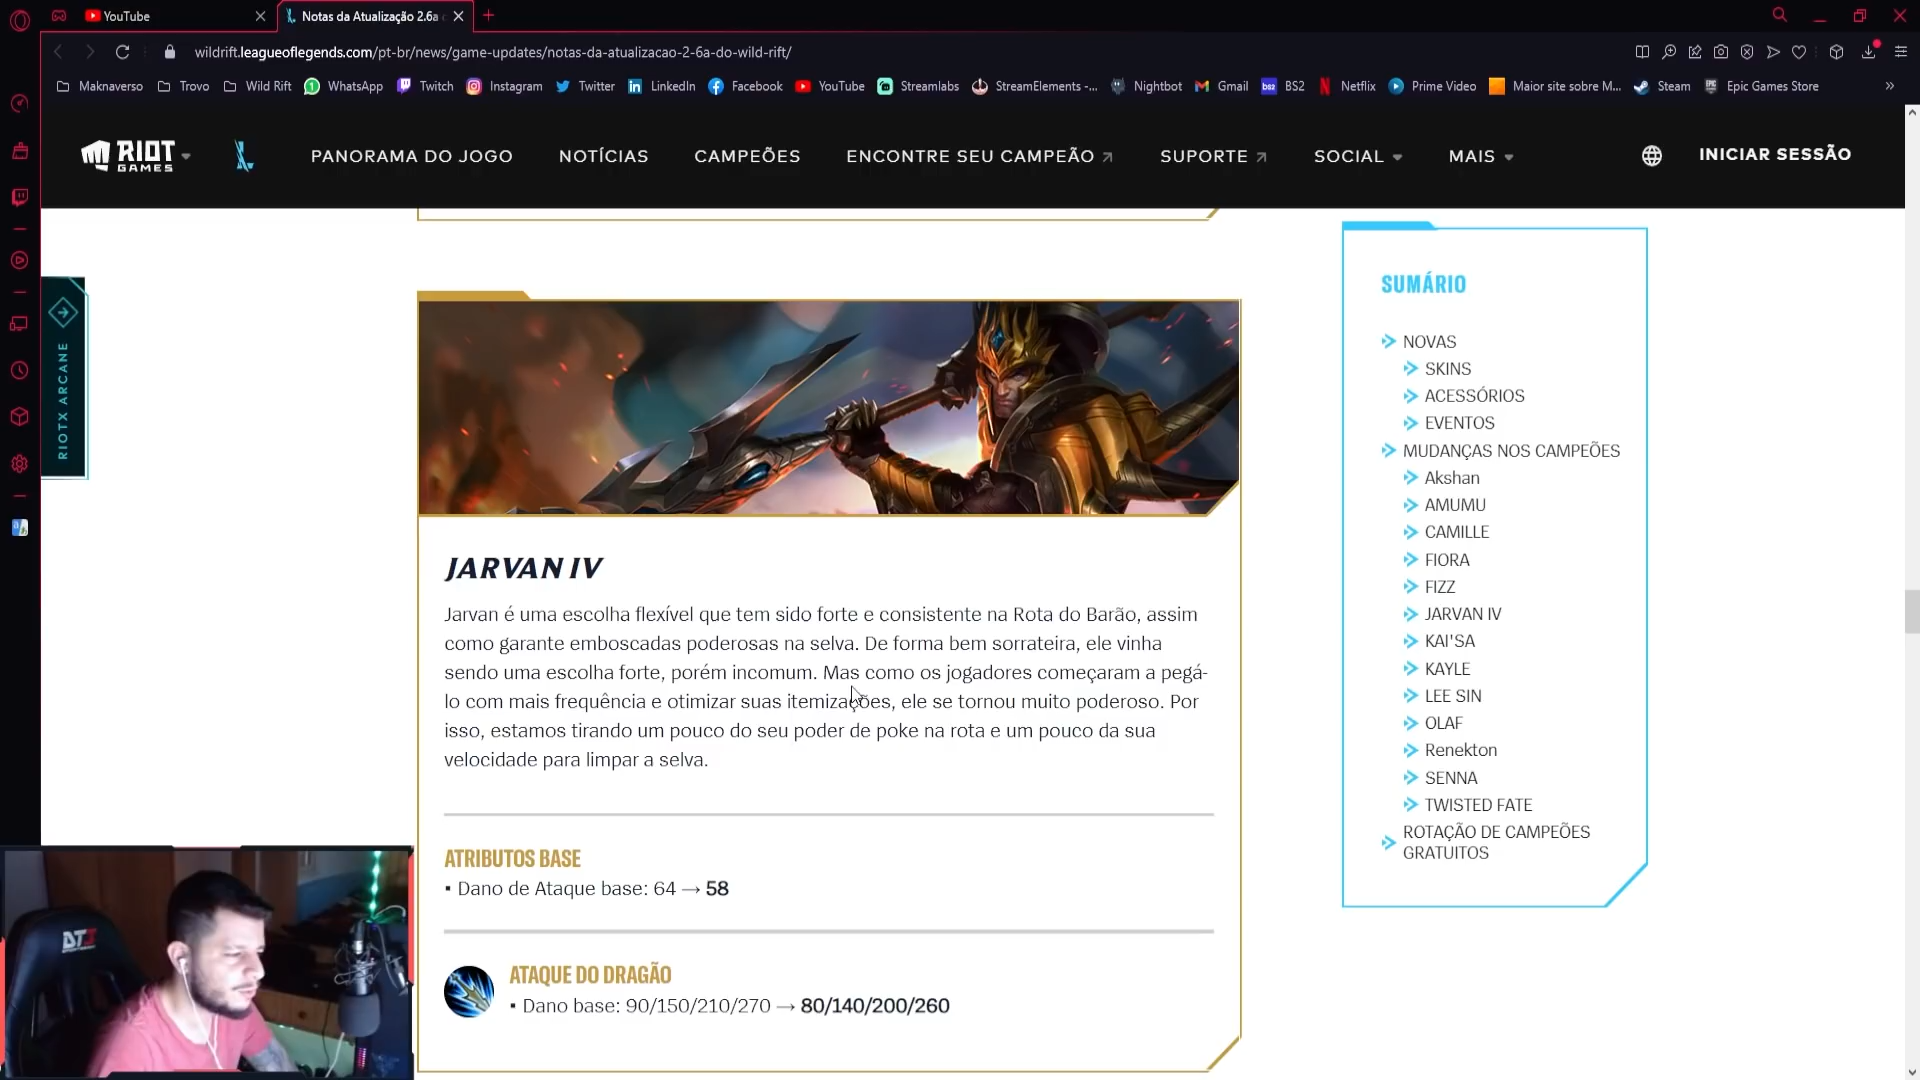 YouTube
Notas da Atualização 2.6a
wildrift.leagueoflegends.com/pt-br/news/game-updates/notas-da-atualizacao-2-6a-do-wild-rift/
Maknaverso Trovo Wild Rift WhatsApp Twitch Instagram Twitter LinkedIn Facebook YouTube Streamlabs StreamElements -... Nightbot Gmail BS2 Netflix Prime Video Maior site sobre M... Steam Epic Games Store
RIOT GAMES PANORAMA DO JOGO NOTÍCIAS CAMPEÕES ENCONTRE SEU CAMPEÃO SUPORTE SOCIAL MAIS INICIAR SESSÃO
RIOTX ARCANE
JARVAN IV
Jarvan é uma escolha flexível que tem sido forte e consistente na Rota do Barão, assim
como garante emboscadas poderosas na selva. De forma bem sorrateira, ele vinha
sendo uma escolha forte, porém incomum. Mas como os jogadores começaram a pegá-
lo com mais frequência e otimizar suas itemizações, ele se tornou muito poderoso. Por
isso, estamos tirando um pouco do seu poder de poke na rota e um pouco da sua
velocidade para limpar a selva.
ATRIBUTOS BASE
▪ Dano de Ataque base: 64 → 58
ATAQUE DO DRAGÃO
▪ Dano base: 90/150/210/270 → 80/140/200/260
SUMÁRIO
NOVAS
SKINS
ACESSÓRIOS
EVENTOS
MUDANÇAS NOS CAMPEÕES
Akshan
AMUMU
CAMILLE
FIORA
FIZZ
JARVAN IV
KAI'SA
KAYLE
LEE SIN
OLAF
Renekton
SENNA
TWISTED FATE
ROTAÇÃO DE CAMPEÕES
GRATUITOS